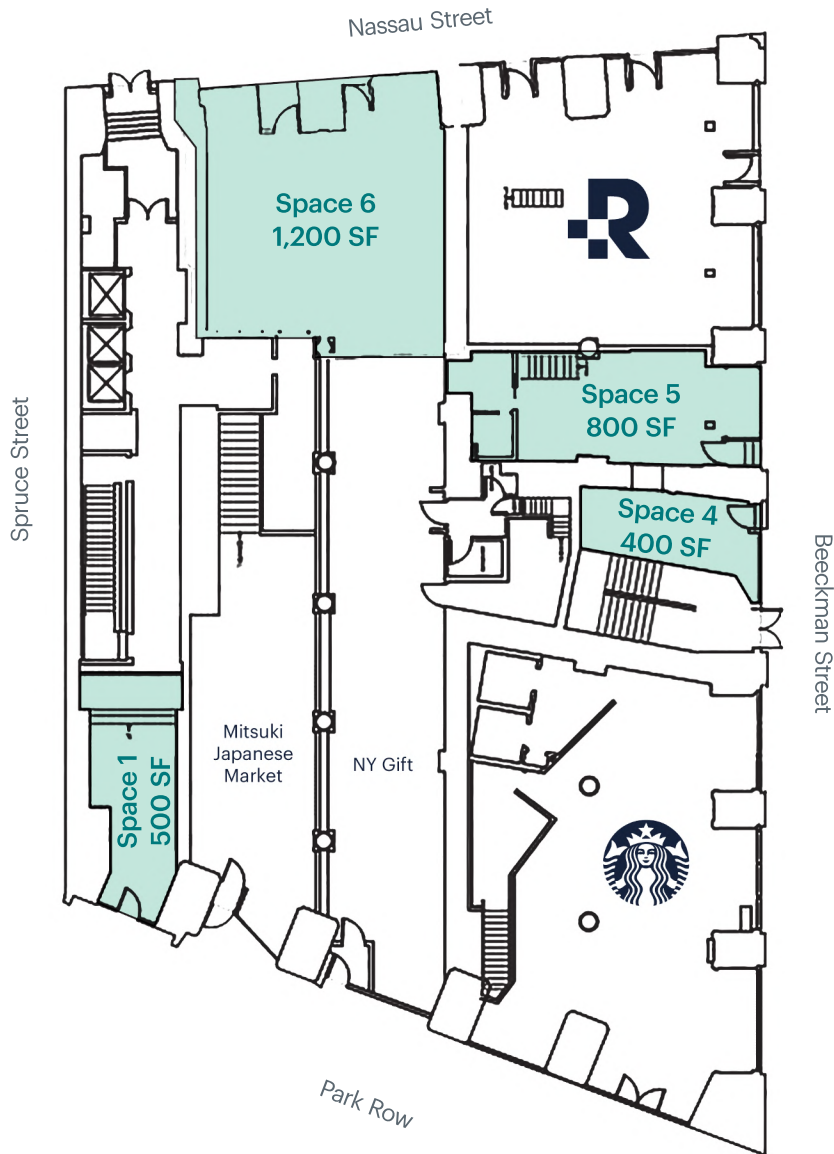 Nassau Street
Space 6
1,200 SF
R
Space 5
800 SF
Space 4
400 SF
Spruce Street
Beeckman Street
Mitsuki
Japanese
Market
NY Gift
Space 1
500 SF
Park Row